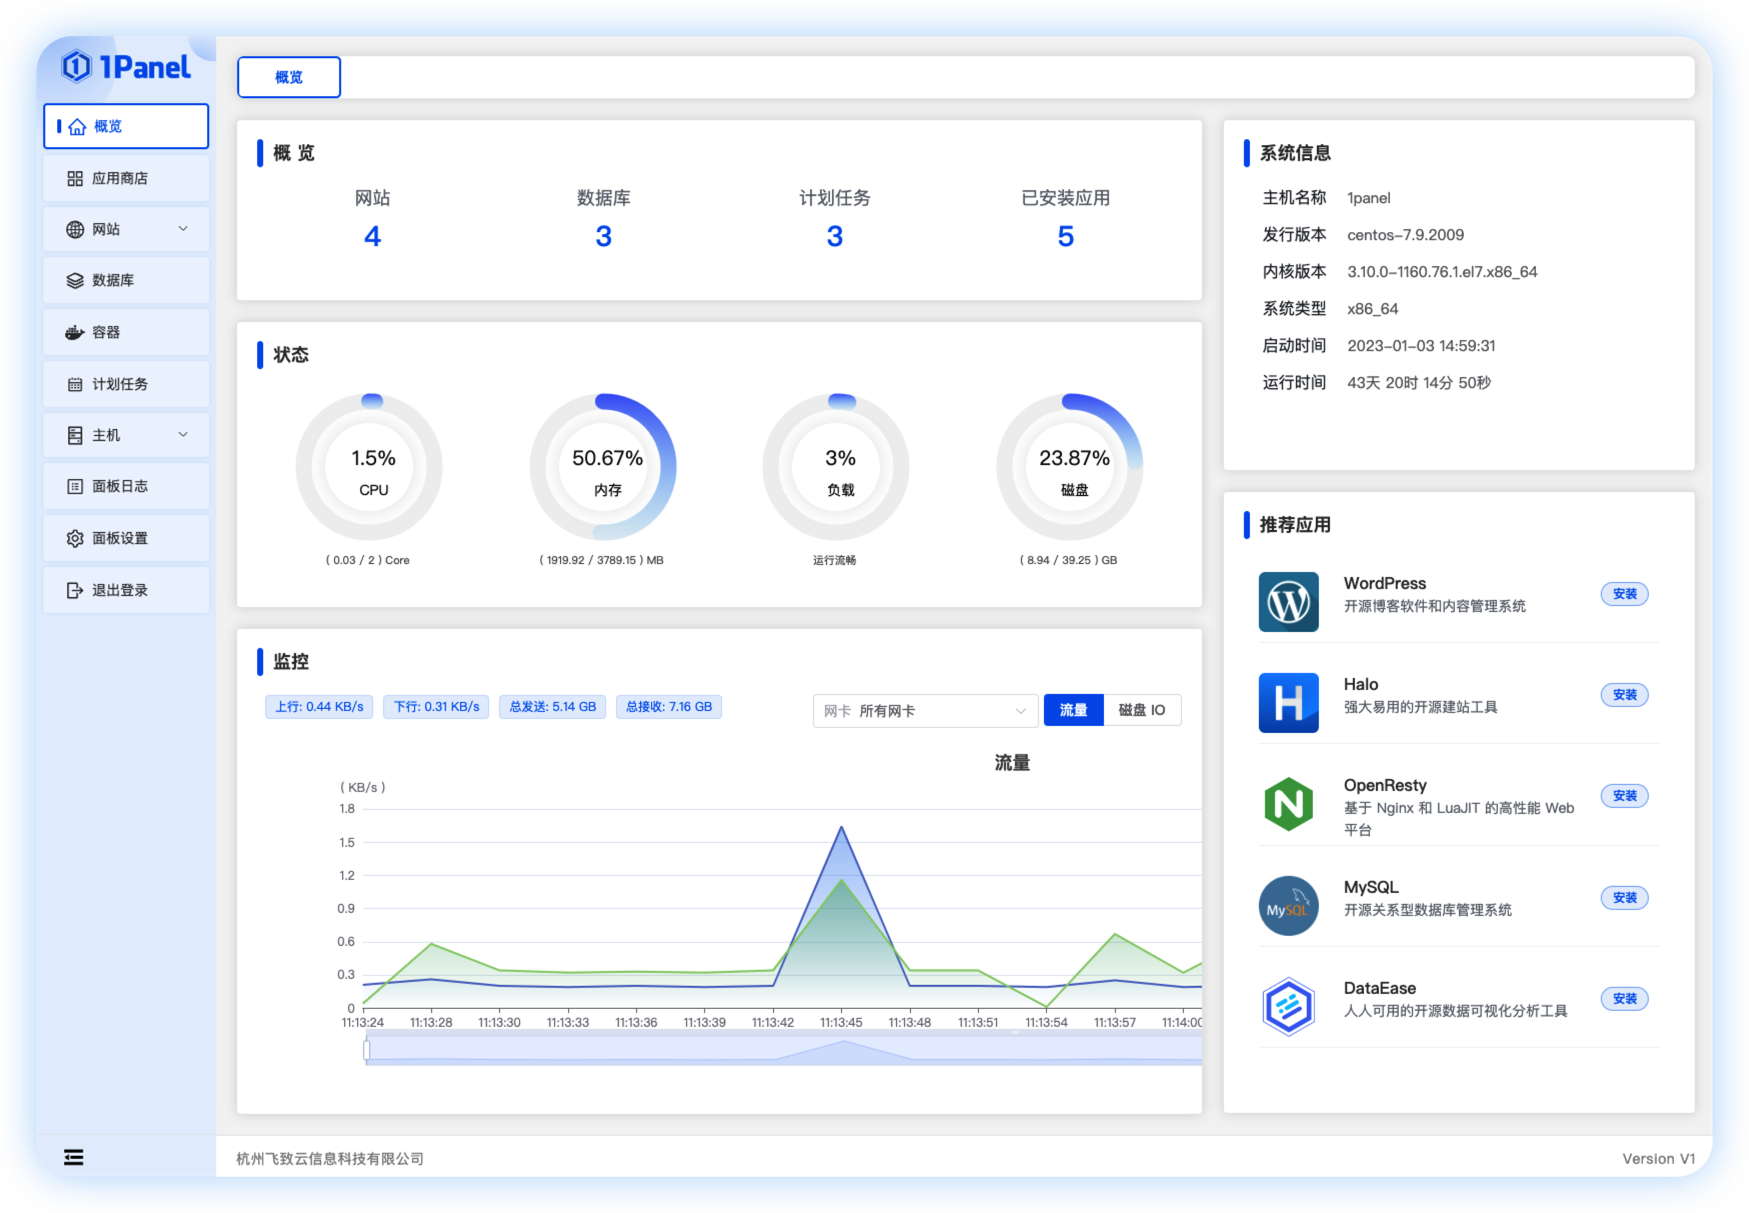 1Panel
概览
应用商店
网站
数据库
容器
计划任务
主机
面板日志
面板设置
退出登录
概览
概 览
网站
数据库
计划任务
已安装应用
4
3
3
5
状态
1.5%
CPU
( 0.03 / 2 ) Core
50.67%
内存
( 1919.92 / 3789.15 ) MB
3%
负载
运行流畅
23.87%
磁盘
( 8.94 / 39.25 ) GB
监控
上行: 0.44 KB/s
下行: 0.31 KB/s
总发送: 5.14 GB
总接收: 7.16 GB
网卡 所有网卡
流量
磁盘 IO
流量
( KB/s )
1.8
1.5
1.2
0.9
0.6
0.3
0
11:13:24 11:13:28 11:13:30 11:13:33 11:13:36 11:13:39 11:13:42 11:13:45 11:13:48 11:13:51 11:13:54 11:13:57 11:14:00
系统信息
主机名称 1panel
发行版本 centos-7.9.2009
内核版本 3.10.0-1160.76.1.el7.x86_64
系统类型 x86_64
启动时间 2023-01-03 14:59:31
运行时间 43天 20时 14分 50秒
推荐应用
WordPress
开源博客软件和内容管理系统
安装
Halo
强大易用的开源建站工具
安装
OpenResty
基于 Nginx 和 LuaJIT 的高性能 Web
平台
安装
MySQL
MySQL
开源关系型数据库管理系统
安装
DataEase
人人可用的开源数据可视化分析工具
安装
杭州飞致云信息科技有限公司
Version V1